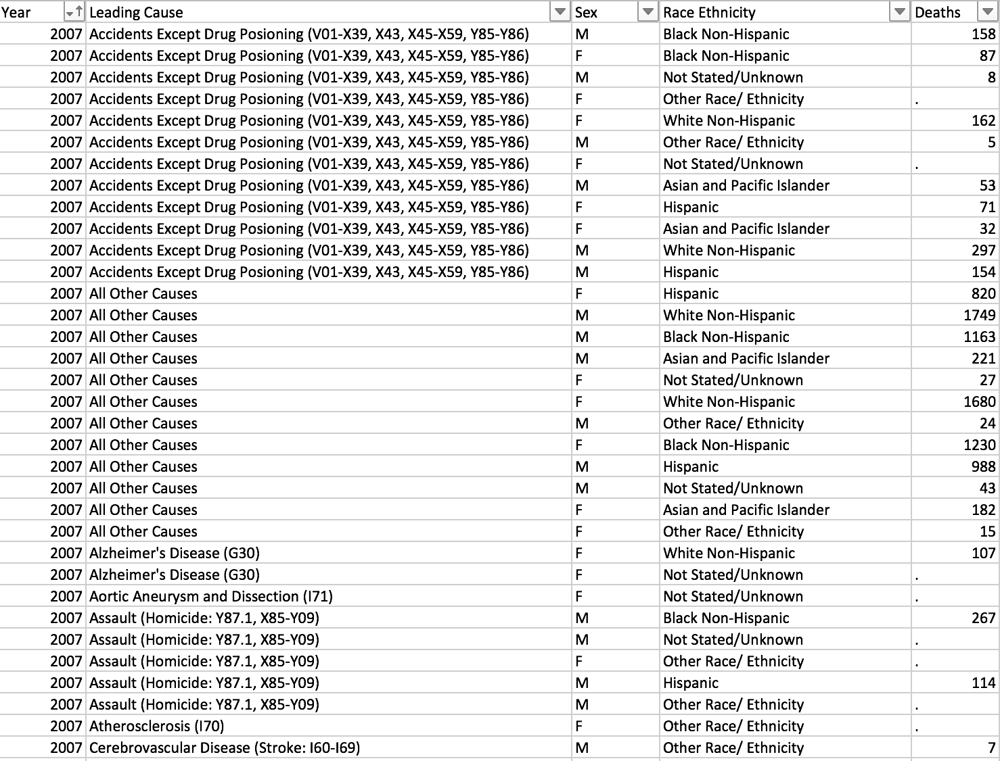 Year Leading Cause Sex Race Ethnicity Deaths
2007 Accidents Except Drug Posioning (V01-X39, X43, X45-X59, Y85-Y86) M Black Non-Hispanic 158
2007 Accidents Except Drug Posioning (V01-X39, X43, X45-X59, Y85-Y86) F Black Non-Hispanic 87
2007 Accidents Except Drug Posioning (V01-X39, X43, X45-X59, Y85-Y86) M Not Stated/Unknown 8
2007 Accidents Except Drug Posioning (V01-X39, X43, X45-X59, Y85-Y86) F Other Race/ Ethnicity .
2007 Accidents Except Drug Posioning (V01-X39, X43, X45-X59, Y85-Y86) F White Non-Hispanic 162
2007 Accidents Except Drug Posioning (V01-X39, X43, X45-X59, Y85-Y86) M Other Race/ Ethnicity 5
2007 Accidents Except Drug Posioning (V01-X39, X43, X45-X59, Y85-Y86) F Not Stated/Unknown .
2007 Accidents Except Drug Posioning (V01-X39, X43, X45-X59, Y85-Y86) M Asian and Pacific Islander 53
2007 Accidents Except Drug Posioning (V01-X39, X43, X45-X59, Y85-Y86) F Hispanic 71
2007 Accidents Except Drug Posioning (V01-X39, X43, X45-X59, Y85-Y86) F Asian and Pacific Islander 32
2007 Accidents Except Drug Posioning (V01-X39, X43, X45-X59, Y85-Y86) M White Non-Hispanic 297
2007 Accidents Except Drug Posioning (V01-X39, X43, X45-X59, Y85-Y86) M Hispanic 154
2007 All Other Causes F Hispanic 820
2007 All Other Causes M White Non-Hispanic 1749
2007 All Other Causes M Black Non-Hispanic 1163
2007 All Other Causes M Asian and Pacific Islander 221
2007 All Other Causes F Not Stated/Unknown 27
2007 All Other Causes F White Non-Hispanic 1680
2007 All Other Causes M Other Race/ Ethnicity 24
2007 All Other Causes F Black Non-Hispanic 1230
2007 All Other Causes M Hispanic 988
2007 All Other Causes M Not Stated/Unknown 43
2007 All Other Causes F Asian and Pacific Islander 182
2007 All Other Causes F Other Race/ Ethnicity 15
2007 Alzheimer's Disease (G30) F White Non-Hispanic 107
2007 Alzheimer's Disease (G30) F Not Stated/Unknown .
2007 Aortic Aneurysm and Dissection (I71) F Not Stated/Unknown .
2007 Assault (Homicide: Y87.1, X85-Y09) M Black Non-Hispanic 267
2007 Assault (Homicide: Y87.1, X85-Y09) M Not Stated/Unknown .
2007 Assault (Homicide: Y87.1, X85-Y09) F Other Race/ Ethnicity .
2007 Assault (Homicide: Y87.1, X85-Y09) M Hispanic 114
2007 Assault (Homicide: Y87.1, X85-Y09) M Other Race/ Ethnicity .
2007 Atherosclerosis (I70) F Other Race/ Ethnicity .
2007 Cerebrovascular Disease (Stroke: I60-I69) M Other Race/ Ethnicity 7